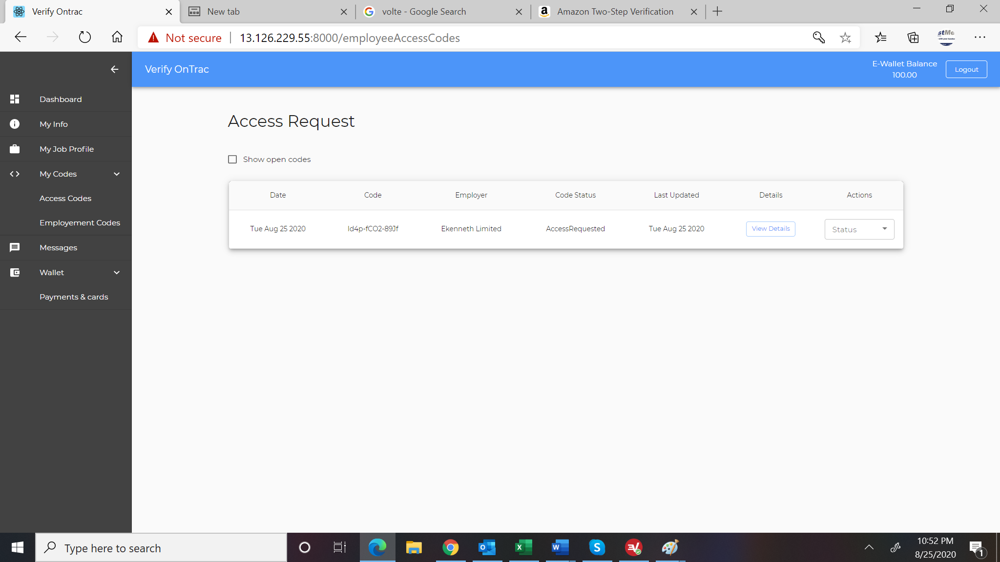 Verify Ontrac
New tab
volte - Google Search
Amazon Two-Step Verification
Not secure
13.126.229.55:8000/employeeAccessCodes
Verify OnTrac
E-Wallet Balance
100.00
Logout
Dashboard
My Info
My Job Profile
My Codes
Access Codes
Employement Codes
Messages
Wallet
Payments & cards
Access Request
Show open codes
Date Code Employer Code Status Last Updated Details Actions
Tue Aug 25 2020 Id4p-fCO2-89Jf Ekenneth Limited AccessRequested Tue Aug 25 2020 View Details Status
Type here to search
10:52 PM
8/25/2020
1